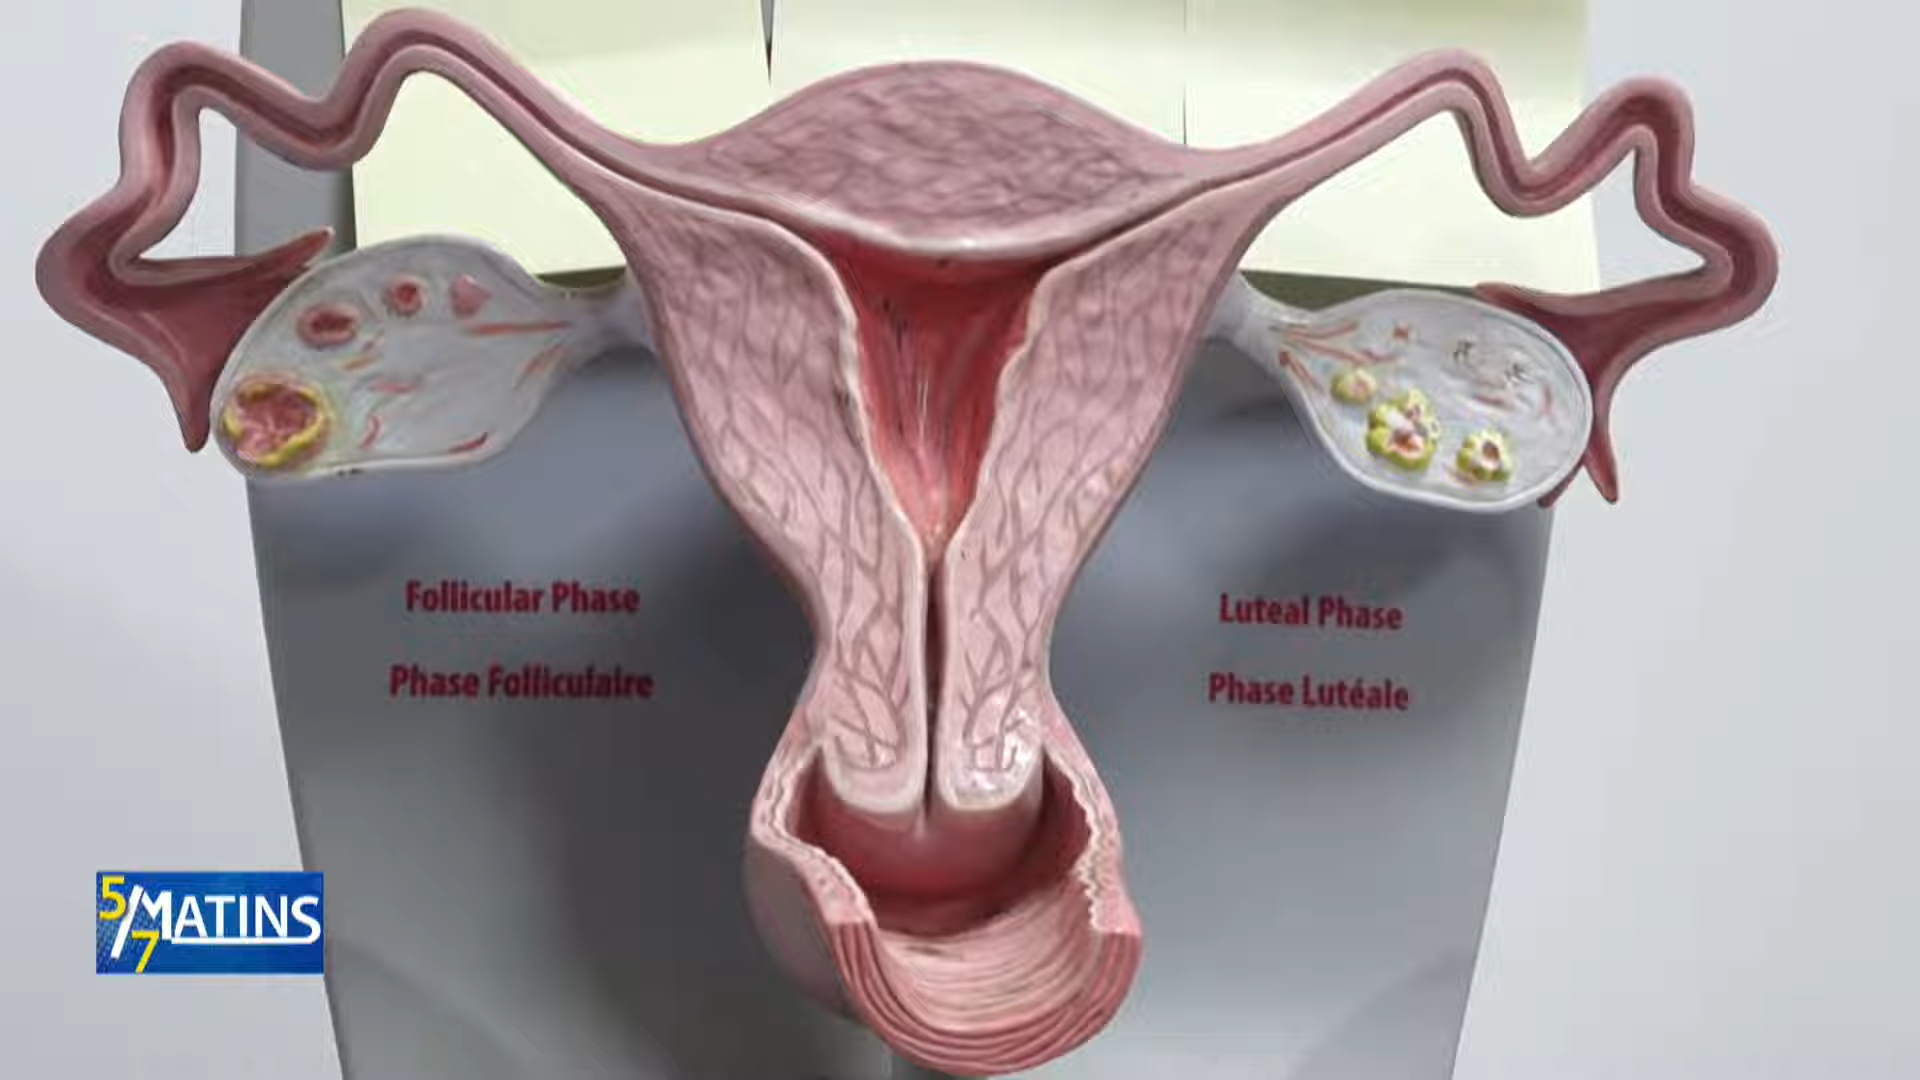 Follicular Phase
Phase Folliculaire
Luteal Phase
Phase Lutéale
5/7 MATINS